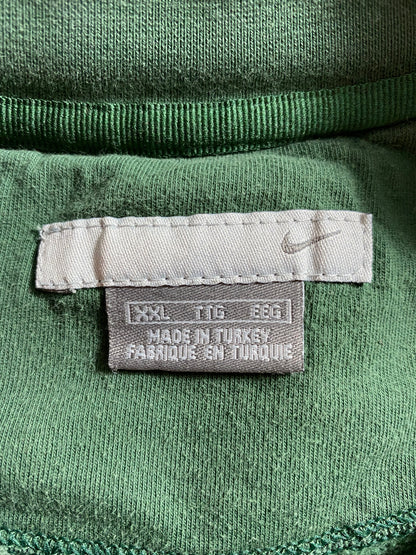 XXL TTG EEG
MADE IN TURKEY
FABRIQUE EN TURQUIE